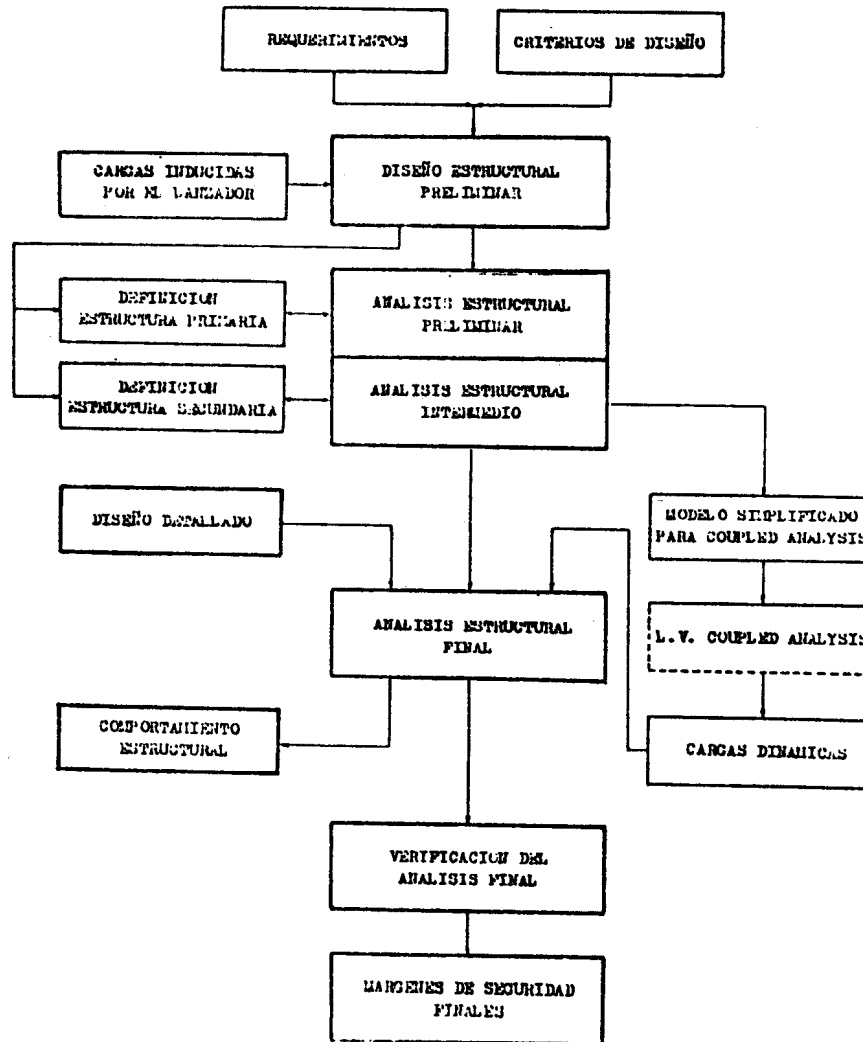 REQUERIMIENTOS
CRITERIOS DE DISEÑO
CARGAS INDUCIDAS
POR EL LANZADOR
DISEÑO ESTRUCTURAL
PRELIMINAR
DEFINICION
ESTRUCTURA PRIMARIA
ANALISIS ESTRUCTURAL
PRELIMINAR
DEFINICION
ESTRUCTURA SECUNDARIA
ANALISIS ESTRUCTURAL
INTERMEDIO
DISEÑO DETALLADO
MODELO SIMPLIFICADO
PARA COUPLED ANALYSIS
ANALISIS ESTRUCTURAL
FINAL
L.V. COUPLED ANALYSIS
COMPORTAMIENTO
ESTRUCTURAL
CARGAS DINAMICAS
VERIFICACION DEL
ANALISIS FINAL
MARGENES DE SEGURIDAD
FINALES